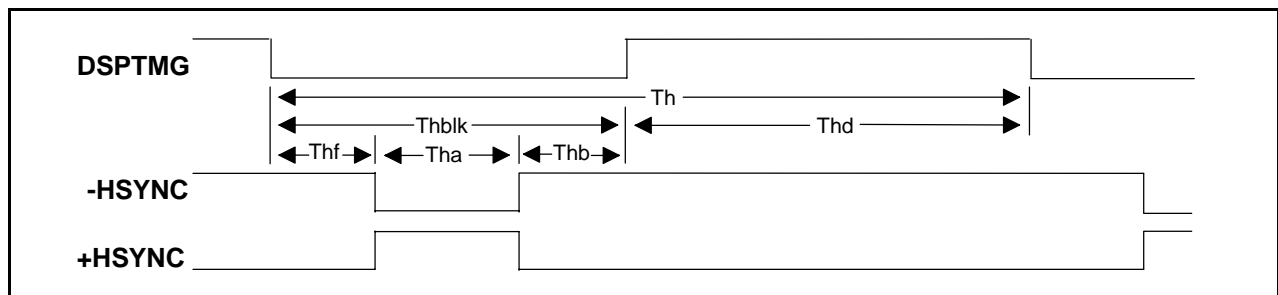 DSPTMG
Th
Thblk Thd
Thf Tha Thb
-HSYNC
+HSYNC